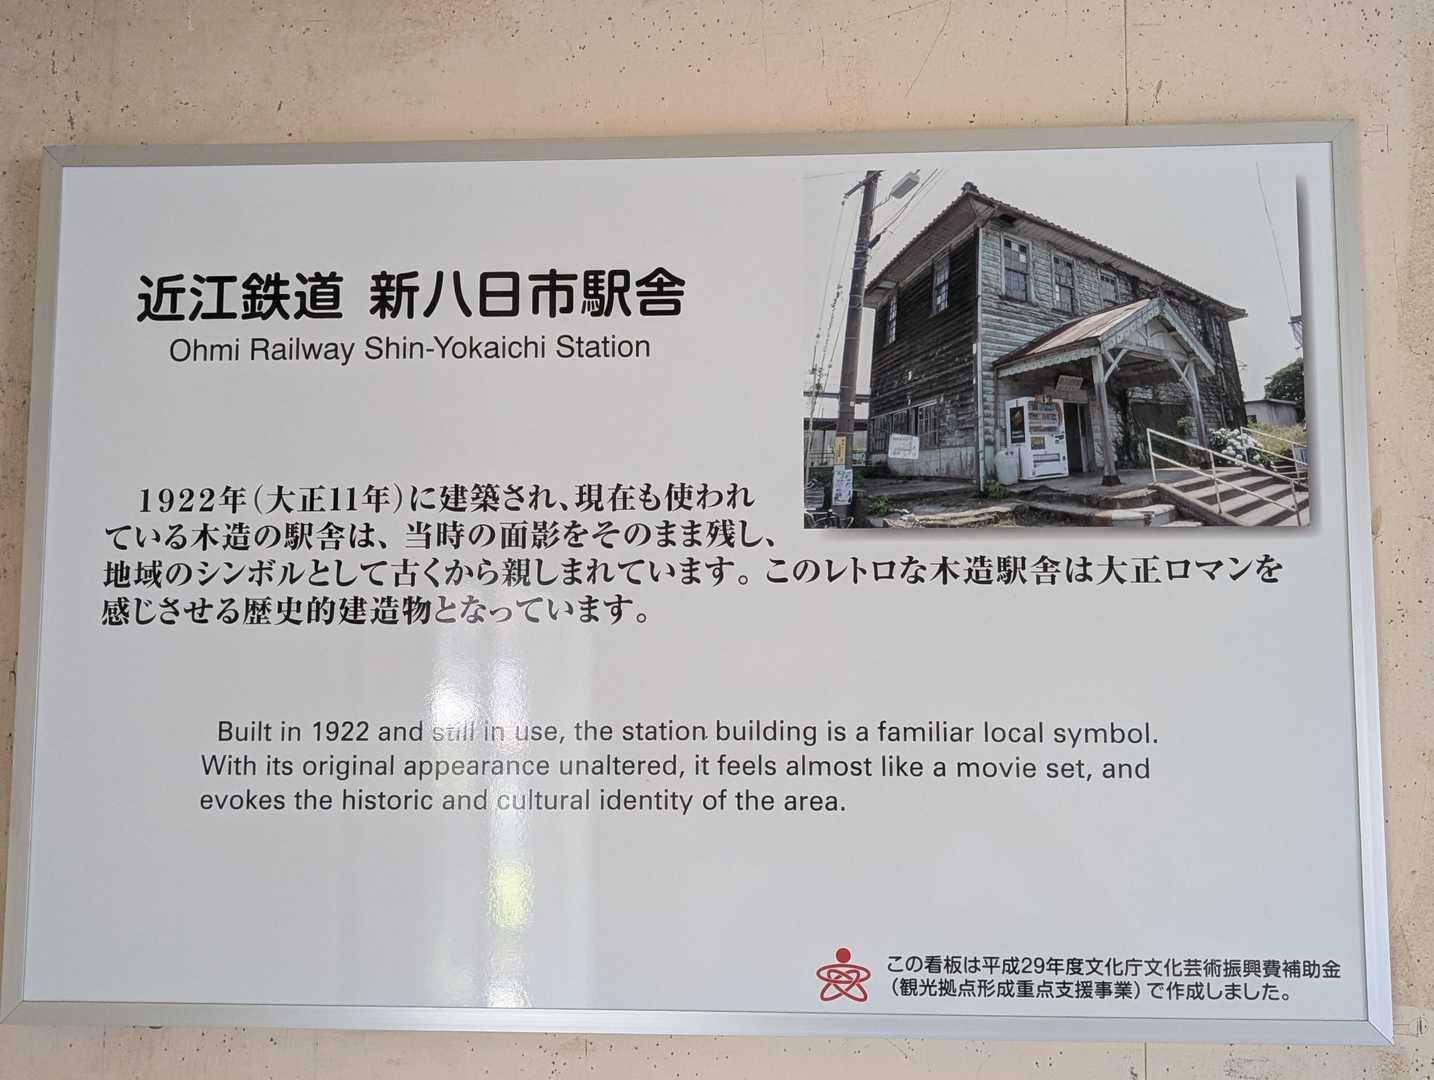 近江鉄道 新八日市駅舎
Ohmi Railway Shin-Yokaichi Station
1922年(大正11年)に建築され、現在も使われ
ている木造の駅舎は、当時の面影をそのまま残し、
地域のシンボルとして古くから親しまれています。このレトロな木造駅舎は大正ロマンを
感じさせる歴史的建造物となっています。
Built in 1922 and still in use, the station building is a familiar local symbol.
With its original appearance unaltered, it feels almost like a movie set, and
evokes the historic and cultural identity of the area.
この看板は平成29年度文化庁文化芸術振興費補助金
(観光拠点形成重点支援事業)で作成しました。